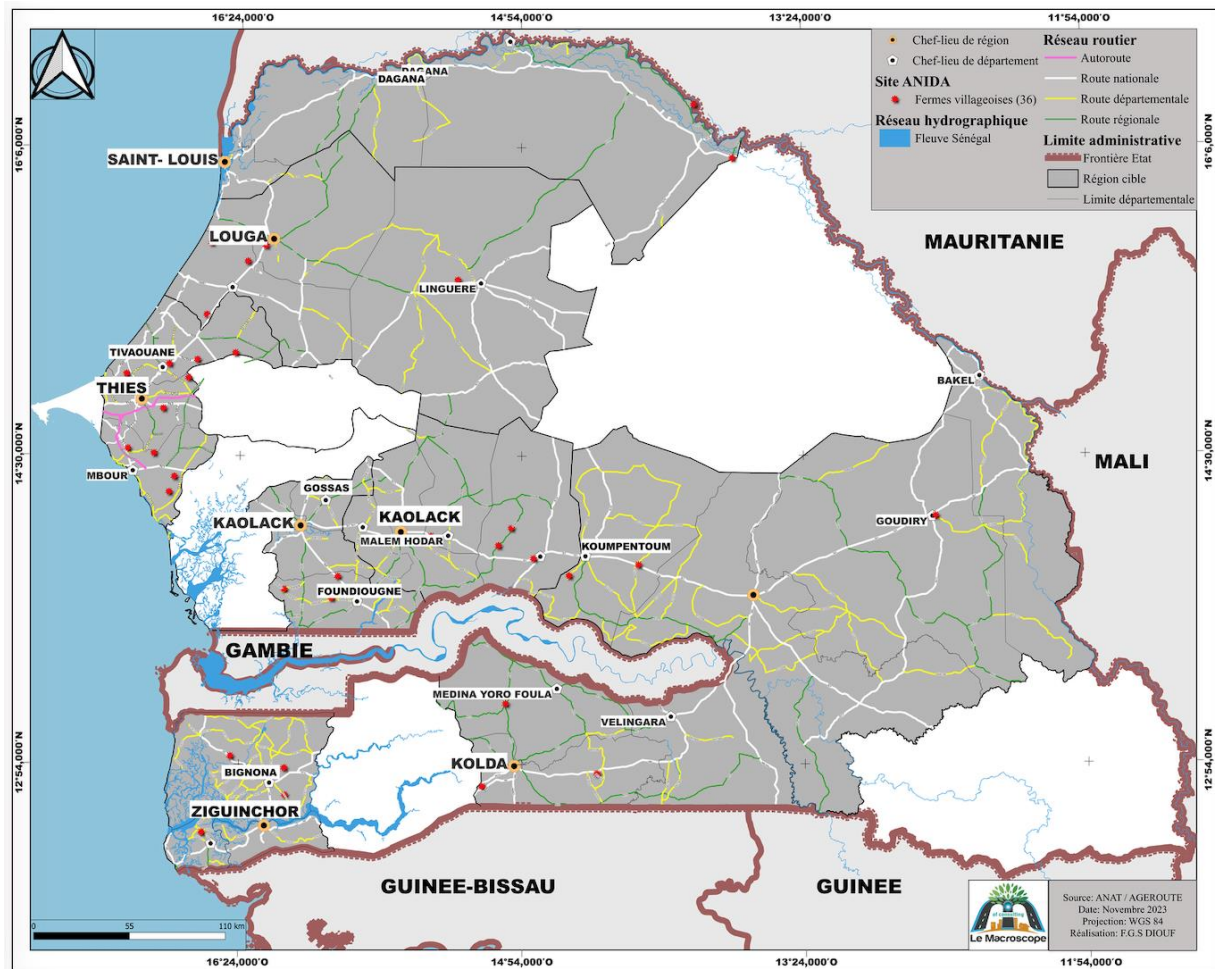 16°24,000'O
14°54,000'O
13°24,000'O
11°54,000'O
Chef-lieu de région
Chef-lieu de département
Site ANIDA
Fermes villageoises (36)
Réseau hydrographique
Fleuve Sénégal
Réseau routier
Autoroute
Route nationale
Route départementale
Route régionale
Limite administrative
Frontière Etat
Région cible
Limite départementale
DAGANA
DAGANA
16°6,000'N
16°6,000'N
SAINT- LOUIS
LOUGA
MAURITANIE
LINGUERE
TIVAOUANE
THIES
BAKEL
14°30,000'N
14°30,000'N
MBOUR
MALI
GOSSAS
KAOLACK
KAOLACK
MALEM HODAR
GOUDIRY
KOUMPENTOUM
FOUNDIOUGNE
GAMBIE
MEDINA YORO FOULA
VELINGARA
12°54,000'N
12°54,000'N
KOLDA
BIGNONA
ZIGUINCHOR
GUINEE-BISSAU
GUINEE
Le Macroscope
Source: ANAT / AGEROUTE
Date: Novembre 2023
Projection: WGS 84
Réalisation: F.G.S DIOUF
0
55
110 km
16°24,000'O
14°54,000'O
13°24,000'O
11°54,000'O